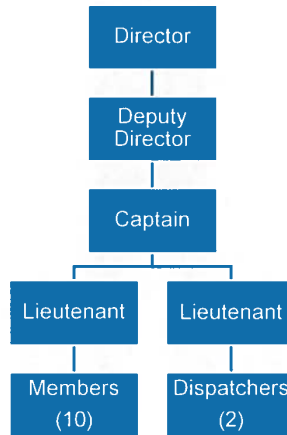 Director
Deputy
Director
Captain
Lieutenant
Lieutenant
Members
(10)
Dispatchers
(2)